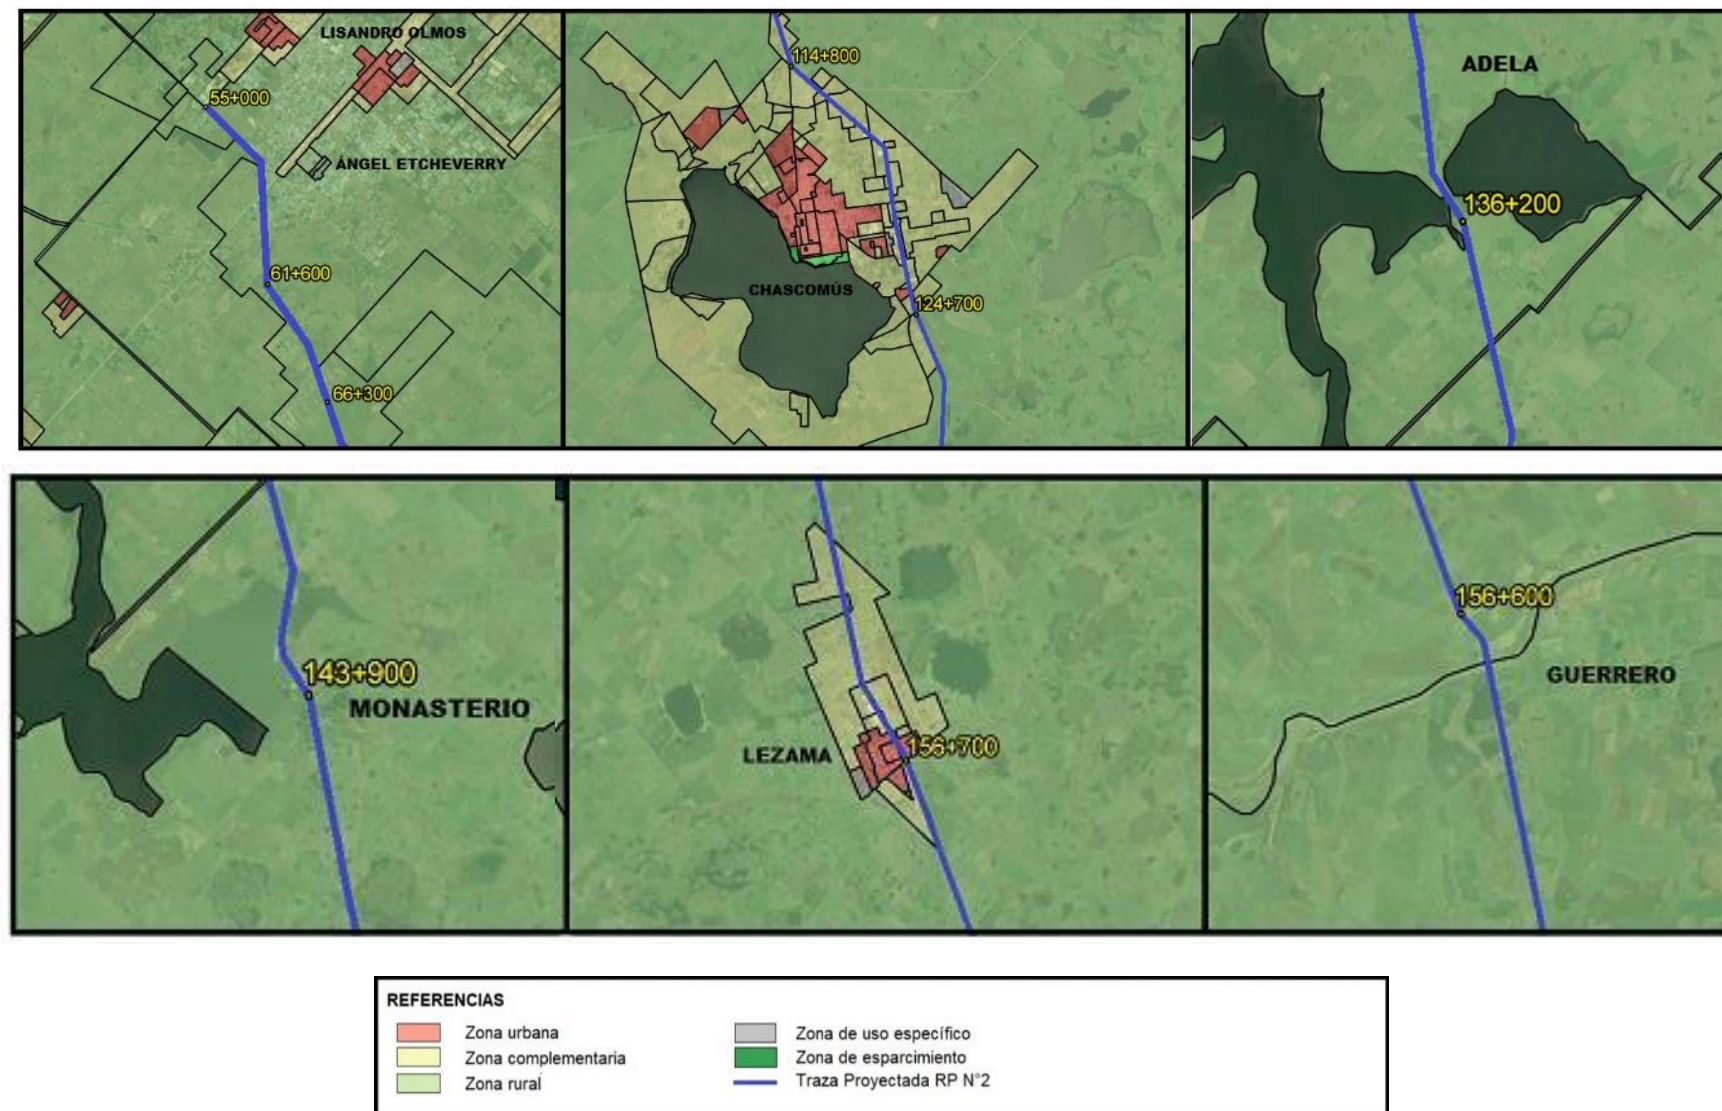 LISANDRO OLMOS
55+000
ÁNGEL ETCHEVERRY
61+600
66+300
114+800
CHASCOMÚS
124+700
ADELA
136+200
143+900
MONASTERIO
LEZAMA
156+700
156+600
GUERRERO
REFERENCIAS
Zona urbana
Zona complementaria
Zona rural
Zona de uso específico
Zona de esparcimiento
Traza Proyectada RP N°2